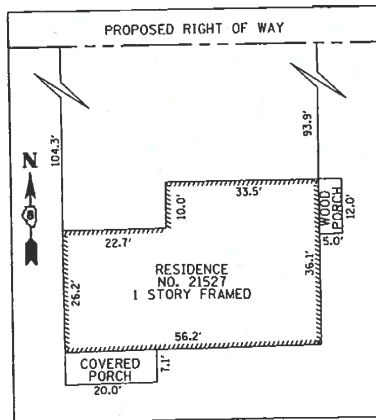 PROPOSED RIGHT OF WAY
104.3'
93.9'
N
33.5'
10.0'
WOOD
PORCH
12.0'
5.0'
22.7'
36.1'
26.2'
RESIDENCE
NO. 21527
1 STORY FRAMED
56.2'
COVERED
PORCH
7.1'
20.0'